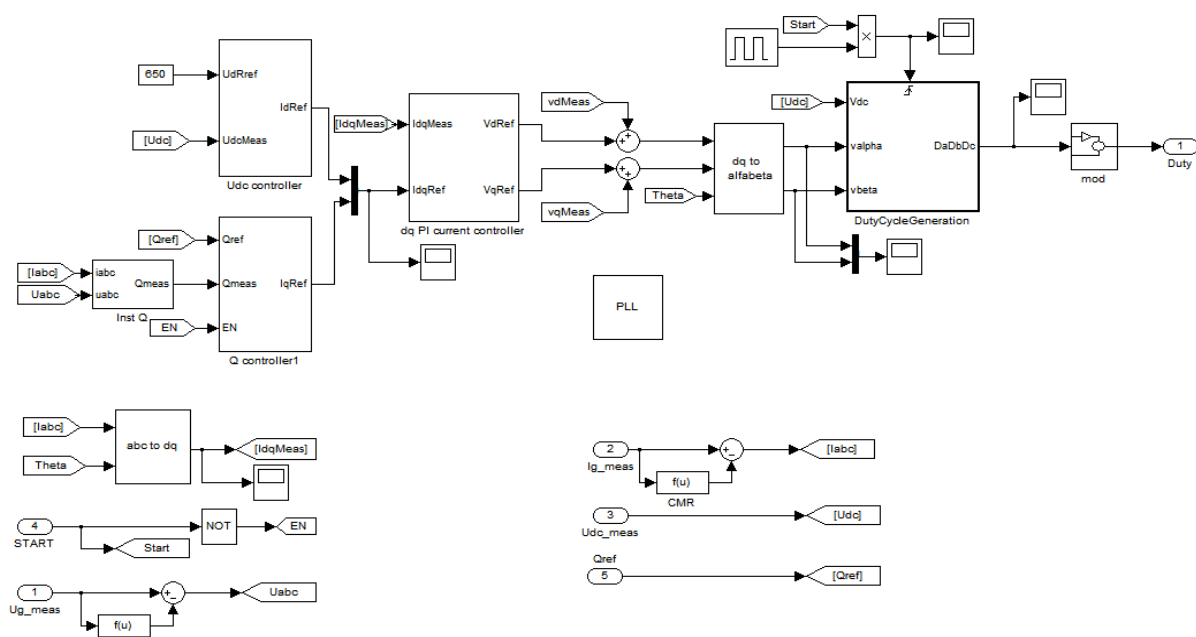 Start
×
650
UdRref
IdRef
[Udc]
UdcMeas
Udc controller
[IdqMeas]
IdqMeas
VdRef
IdqRef
VqRef
dq PI current controller
vdMeas
+
+
+
+
vqMeas
Theta
dq to
alfabeta
[Udc]
Vdc
valpha
DaDbDc
vbeta
DutyCycleGeneration
mod
1
Duty
[Qref]
Qref
[Iabc]
iabc
Qmeas
Uabc
uabc
Inst Q
Qmeas
IqRef
EN
EN
Q controller1
PLL
[Iabc]
abc to dq
[IdqMeas]
Theta
4
START
NOT
EN
Start
1
Ug_meas
+
−
Uabc
f(u)
2
Ig_meas
+
−
[Iabc]
f(u)
CMR
3
Udc_meas
[Udc]
Qref
5
[Qref]